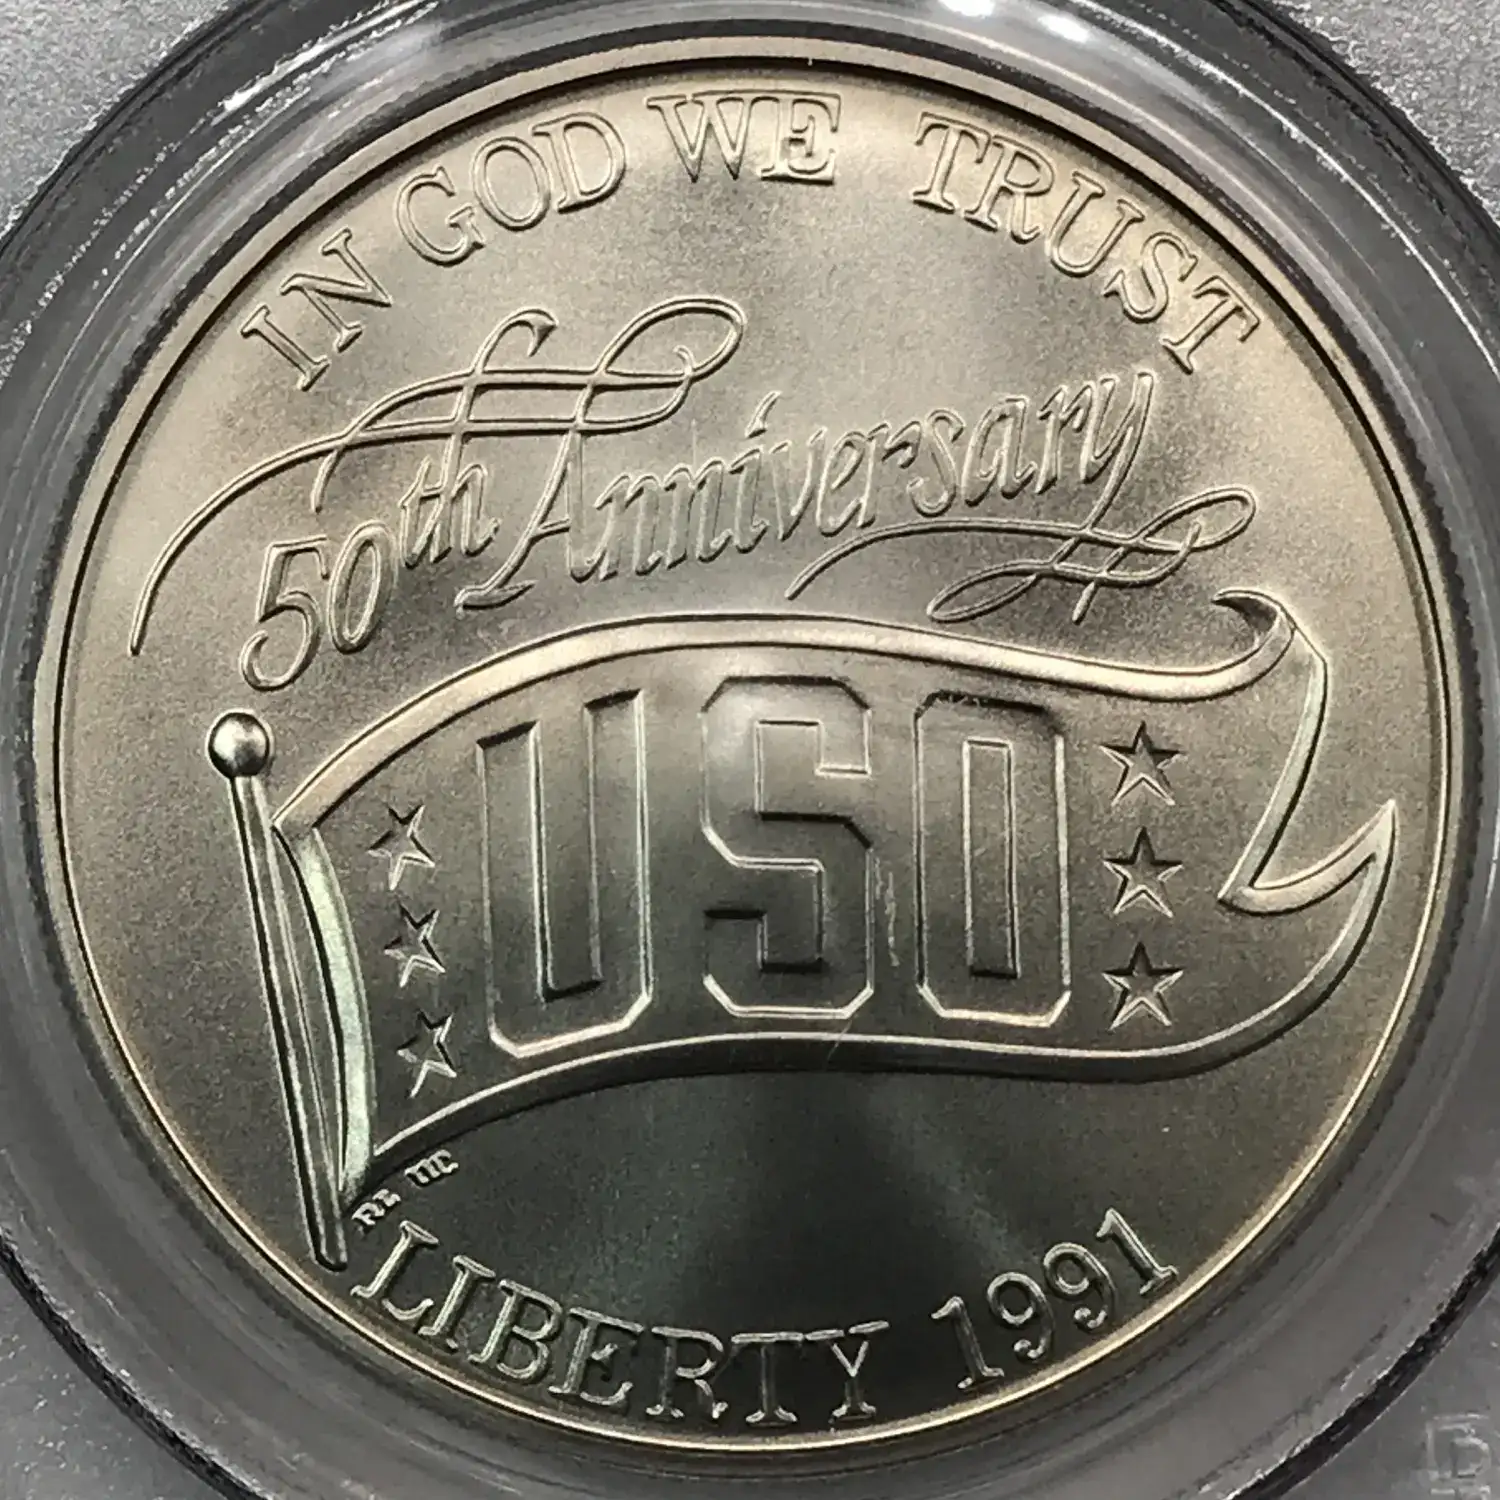 IN GOD WE TRUST
50th Anniversary
USO
LIBERTY 1991